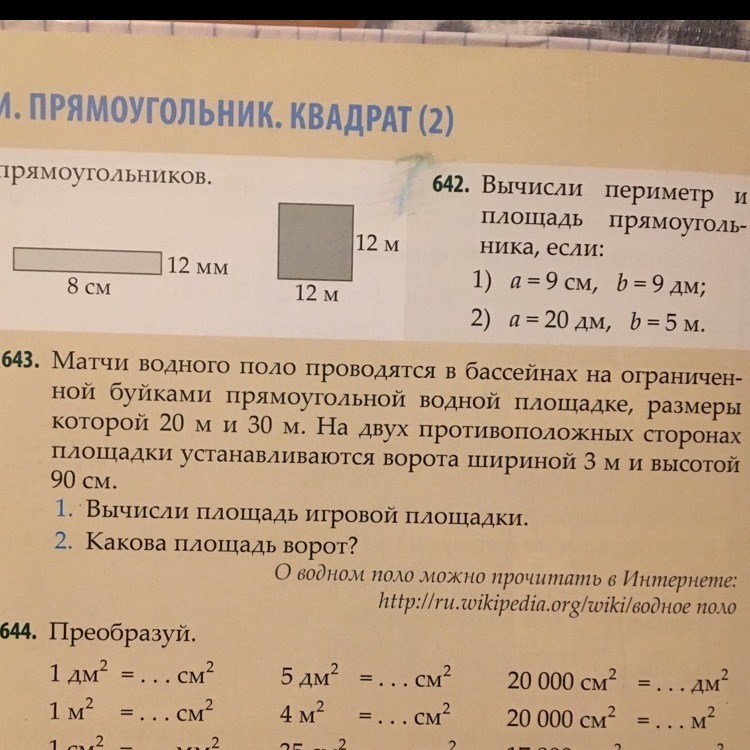 И. ПРЯМОУГОЛЬНИК. КВАДРАТ (2)
прямоугольников.
12 мм
8 см
12 м
12 м
642. Вычисли периметр и
площадь прямоуголь-
ника, если:
1) a = 9 см, b = 9 дм;
2) a = 20 дм, b = 5 м.
643. Матчи водного поло проводятся в бассейнах на ограничен-
ной буйками прямоугольной водной площадке, размеры
которой 20 м и 30 м. На двух противоположных сторонах
площадки устанавливаются ворота шириной 3 м и высотой
90 см.
1. Вычисли площадь игровой площадки.
2. Какова площадь ворот?
О водном поло можно прочитать в Интернете:
http://ru.wikipedia.org/wiki/водное поло
644. Преобразуй.
1 дм² = ... см² 5 дм² = ... см² 20 000 см² = ... дм²
1 м² = ... см² 4 м² = ... см² 20 000 см² = ... м²